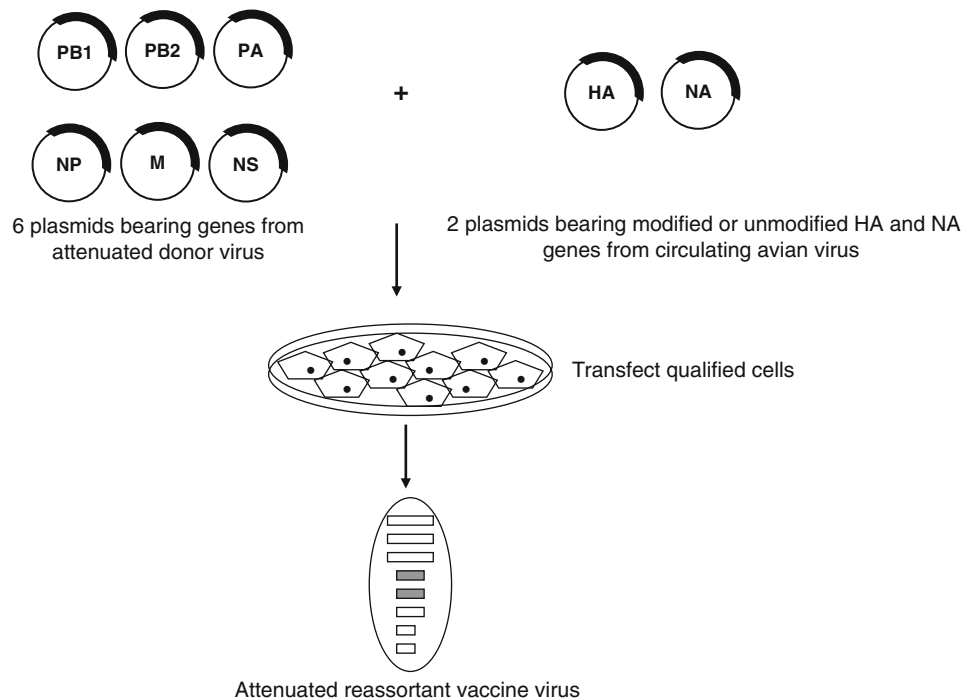 PB1
PB2
PA
+
HA
NA
NP
M
NS
6 plasmids bearing genes from
attenuated donor virus
2 plasmids bearing modified or unmodified HA and NA
genes from circulating avian virus
Transfect qualified cells
Attenuated reassortant vaccine virus